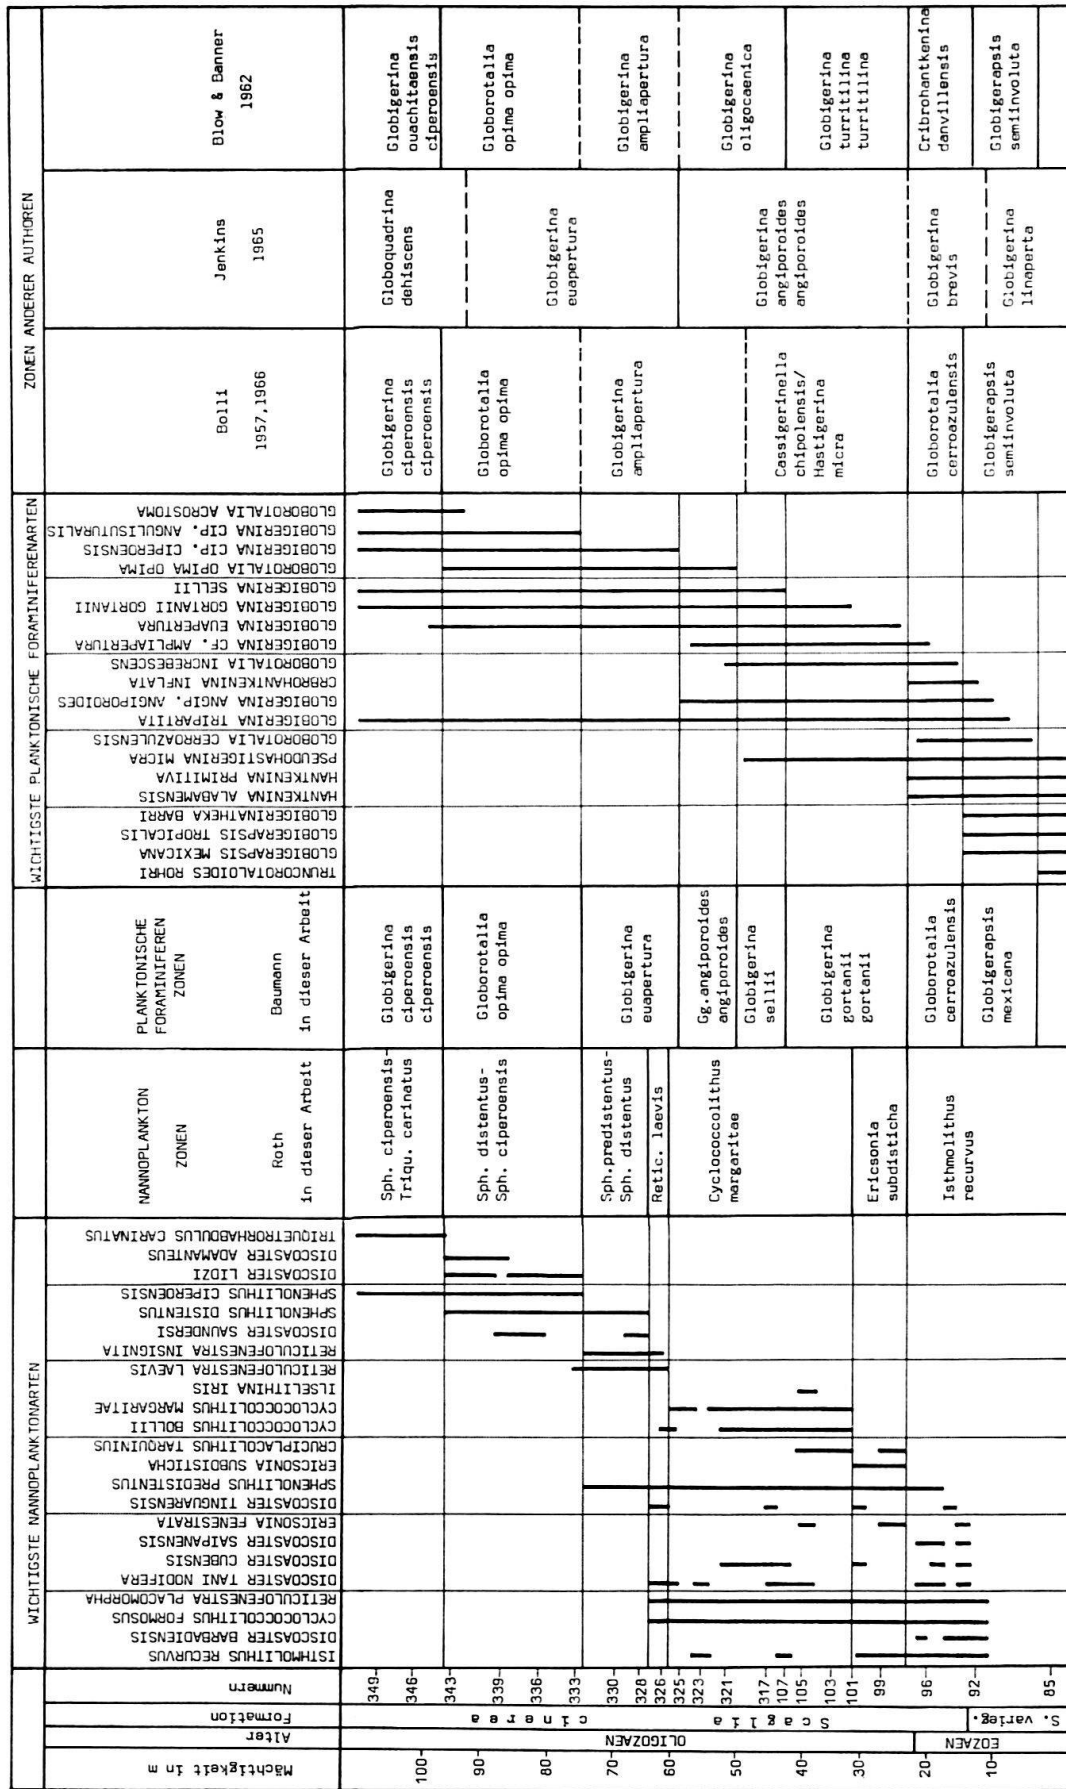 ZONEN ANDERER AUTHOREN
Blow & Banner
1962
Globigerina
ouachitaensis
ciperoensis
Globorotalia
opima opima
Globigerina
ampliapertura
Globigerina
oligocaenica
Globigerina
turritilina
turritilina
Cribrohantkenina
danvillensis
Globigerapsis
semiinvoluta
Jenkins
1965
Globoquadrina
dehiscens
Globigerina
euapertura
Globigerina
angiporoides
angiporoides
Globigerina
brevis
Globigerina
linaperta
Bolli
1957,1966
Globigerina
ciperoensis
ciperoensis
Globorotalia
opima opima
Globigerina
ampliapertura
Cassigerinella
chipolensis/
Hastigerina
micra
Globorotalia
cerroazulensis
Globigerapsis
semiinvoluta
WICHTIGSTE PLANKTONISCHE FORAMINIFERENARTEN
GLOBOROTALIA ACROSTOMA
GLOBIGERINA CIP. ANGULISUTURALIS
GLOBIGERINA CIP. CIPEROENSIS
GLOBOROTALIA OPIMA OPIMA
GLOBIGERINA SELLII
GLOBIGERINA GORTANII GORTANII
GLOBIGERINA EUAPERTURA
GLOBIGERINA CF. AMPLIAPERTURA
GLOBOROTALIA INCREBESCENS
CRBROHANTKENINA INFLATA
GLOBIGERINA ANGIP. ANGIPOROIDES
GLOBIGERINA TRIPARTITA
GLOBOROTALIA CERROAZULENSIS
PSEUDOHASTIGERINA MICRA
HANTKENINA PRIMITIVA
HANTKENINA ALABAMENSIS
GLOBIGERINATHEKA BARRI
GLOBIGERAPSIS TROPICALIS
GLOBIGERAPSIS MEXICANA
TRUNCOROTALOIDES ROHRI
PLANKTONISCHE
FORAMINIFEREN
ZONEN
Baumann
in dieser Arbeit
Globigerina
ciperoensis
ciperoensis
Globorotalia
opima opima
Globigerina
euapertura
Gg.angiporoides
angiporoides
Globigerina
sellii
Globigerina
gortanii
gortanii
Globorotalia
cerroazulensis
Globigerapsis
mexicana
NANNOPLANKTON
ZONEN
Roth
in dieser Arbeit
Sph. ciperoensis-
Triqu. carinatus
Sph. distentus-
Sph. ciperoensis
Sph.predistentus-
Sph. distentus
Retic. laevis
Cyclococcolithus
margaritae
Ericsonia
subdisticha
Isthmolithus
recurvus
WICHTIGSTE NANNOPLANKTONARTEN
TRIQUETRORHABDULUS CARINATUS
DISCOASTER ADAMANTEUS
DISCOASTER LIDZI
SPHENOLITHUS CIPEROENSIS
SPHENOLITHUS DISTENTUS
DISCOASTER SAUNDERSI
RETICULOFENESTRA INSIGNITA
RETICULOFENESTRA LAEVIS
ILSELITHINA IRIS
CYCLOCOCCOLITHUS MARGARITAE
CYCLOCOCCOLITHUS BOLLII
CRUCIPLACOLITHUS TARQUINIUS
ERICSONIA SUBDISTICHA
SPHENOLITHUS PREDISTENTUS
DISCOASTER TINGUARENSIS
ERICSONIA FENESTRATA
DISCOASTER SAIPANENSIS
DISCOASTER CUBENSIS
DISCOASTER TANI NODIFERA
RETICULOFENESTRA PLACOMORPHA
CYCLOCOCCOLITHUS FORMOSUS
DISCOASTER BARBADIENSIS
ISTHMOLITHUS RECURVUS
Nummern
349
346
343
339
336
333
330
328
326
325
323
321
317
107
105
103
101
99
96
92
85
Formation
Scaglia cinerea
S. varieg.
Alter
OLIGOZAEN
EOZAEN
Mächtigkeit in m
100
90
80
70
60
50
40
30
20
10